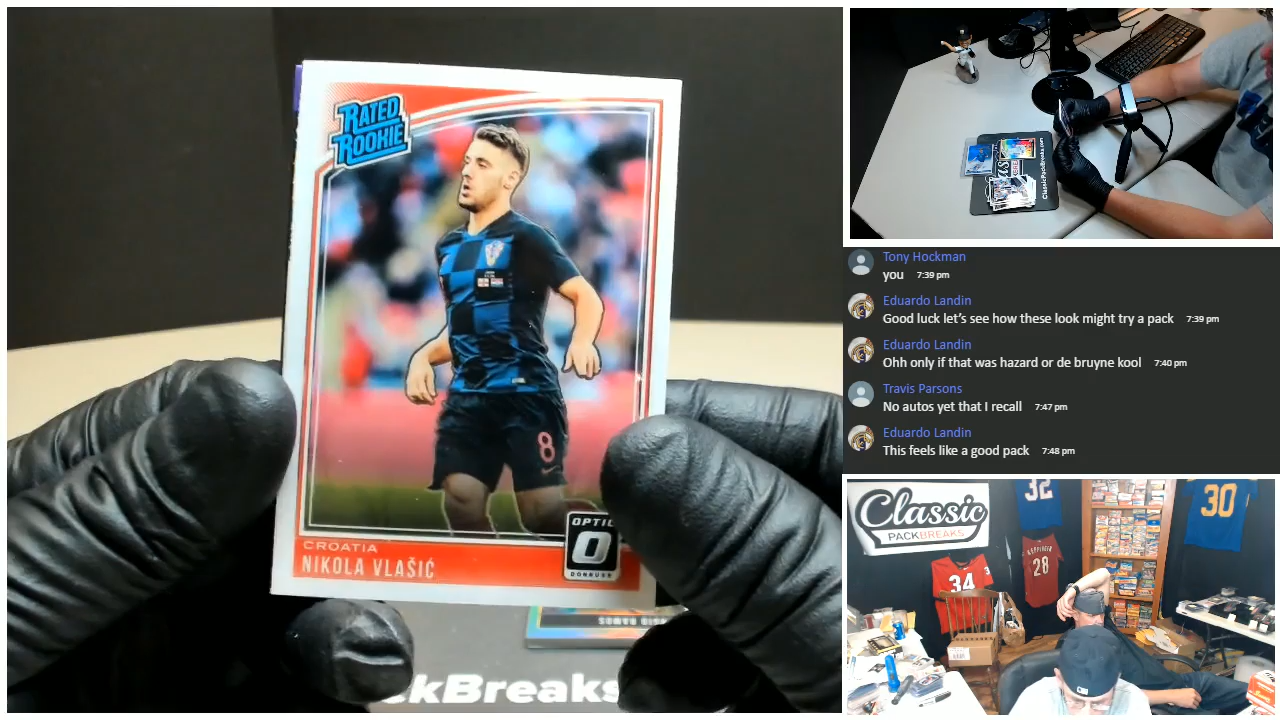 RATED
ROOKIE
8
OPTIC
DONRUSS
CROATIA
NIKOLA VLAŠIĆ
ckBreaks
ClassicPackBreaks.com
Tony Hockman
you 7:39 pm
Eduardo Landin
Good luck let's see how these look might try a pack 7:39 pm
Eduardo Landin
Ohh only if that was hazard or de bruyne kool 7:40 pm
Travis Parsons
No autos yet that I recall 7:47 pm
Eduardo Landin
This feels like a good pack 7:48 pm
Classic
PACKBREAKS
32
30
34
28